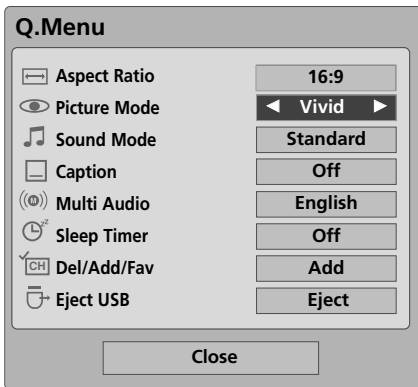 Q.Menu
Aspect Ratio 16:9
Picture Mode ◀ Vivid ▶
Sound Mode Standard
Caption Off
Multi Audio English
Sleep Timer Off
CH Del/Add/Fav Add
Eject USB Eject
Close